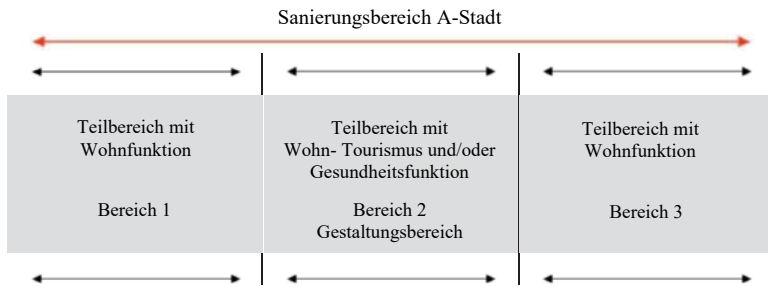 Sanierungsbereich A-Stadt
Teilbereich mit
Wohnfunktion
Bereich 1
Teilbereich mit
Wohn- Tourismus und/oder
Gesundheitsfunktion
Bereich 2
Gestaltungsbereich
Teilbereich mit
Wohnfunktion
Bereich 3